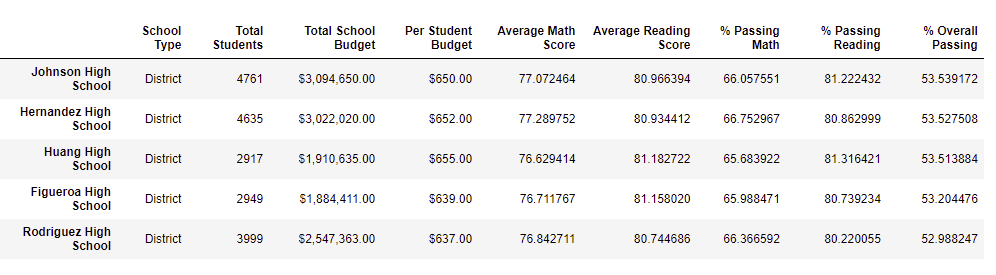 School Type Total Students Total School Budget Per Student Budget Average Math Score Average Reading Score % Passing Math % Passing Reading % Overall Passing
Johnson High School District 4761 $3,094,650.00 $650.00 77.072464 80.966394 66.057551 81.222432 53.539172
Hernandez High School District 4635 $3,022,020.00 $652.00 77.289752 80.934412 66.752967 80.862999 53.527508
Huang High School District 2917 $1,910,635.00 $655.00 76.629414 81.182722 65.683922 81.316421 53.513884
Figueroa High School District 2949 $1,884,411.00 $639.00 76.711767 81.158020 65.988471 80.739234 53.204476
Rodriguez High School District 3999 $2,547,363.00 $637.00 76.842711 80.744686 66.366592 80.220055 52.988247